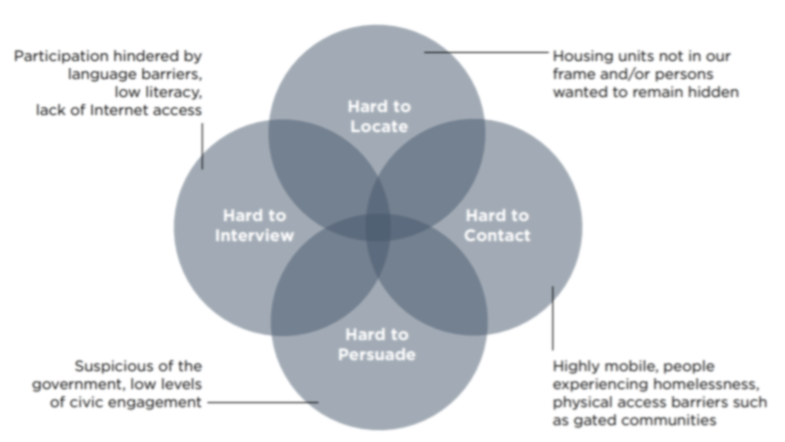 Participation hindered by
language barriers,
low literacy,
lack of Internet access
Housing units not in our
frame and/or persons
wanted to remain hidden
Hard to
Locate
Hard to
Interview
Hard to
Contact
Hard to
Persuade
Suspicious of the
government, low levels
of civic engagement
Highly mobile, people
experiencing homelessness,
physical access barriers such
as gated communities